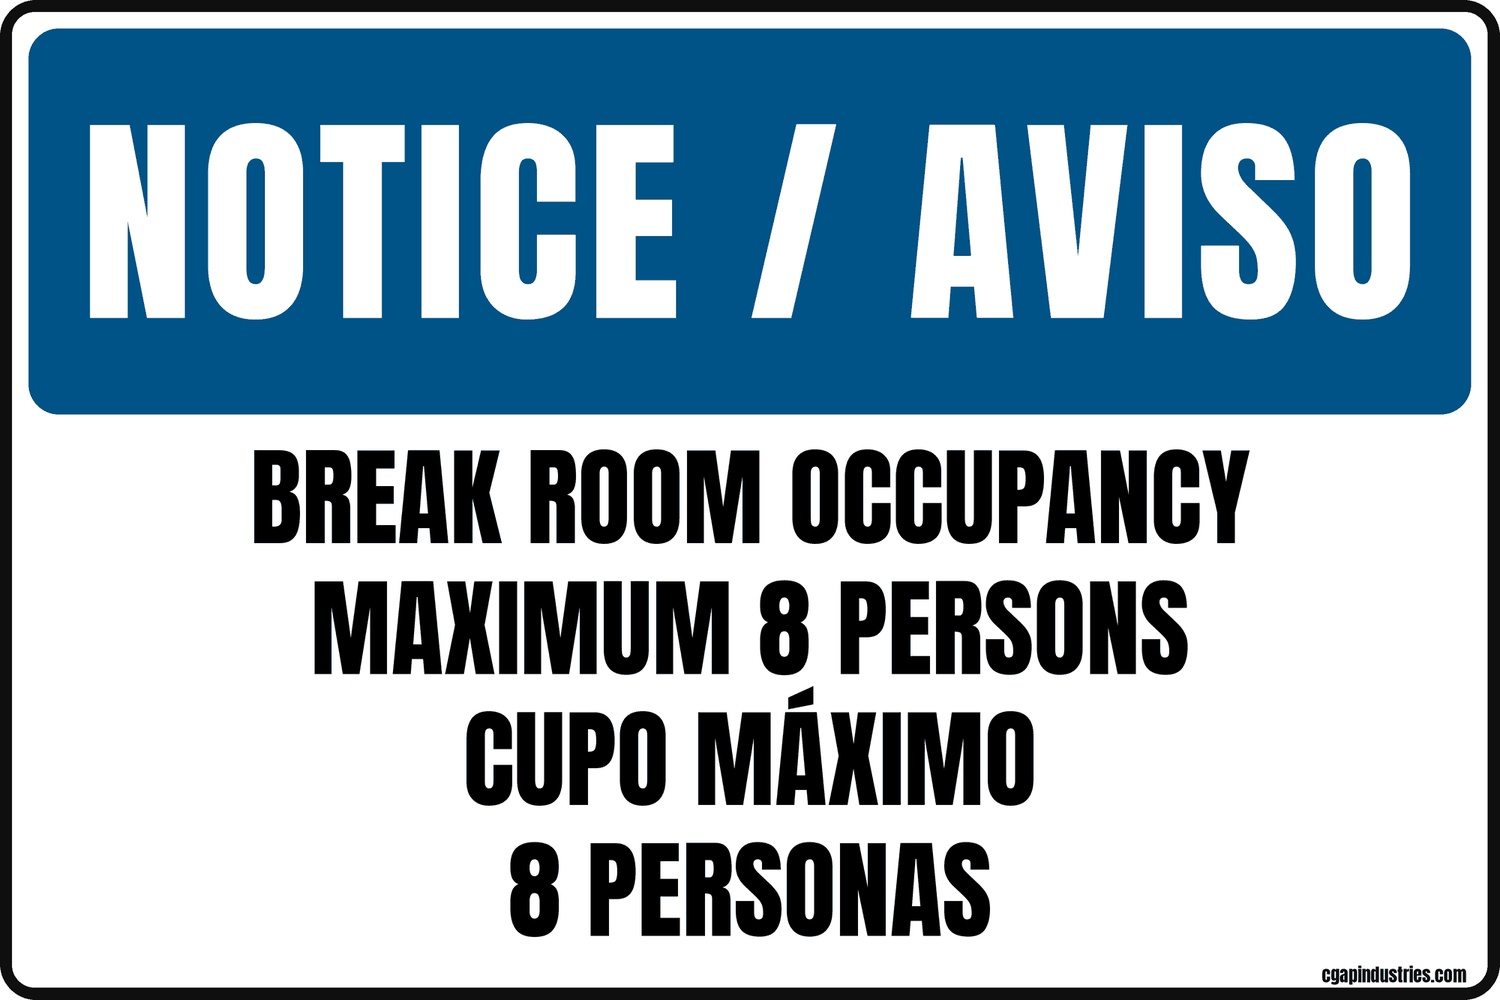 NOTICE / AVISO
BREAK ROOM OCCUPANCY
MAXIMUM 8 PERSONS
CUPO MÁXIMO
8 PERSONAS
cgapindustries.com